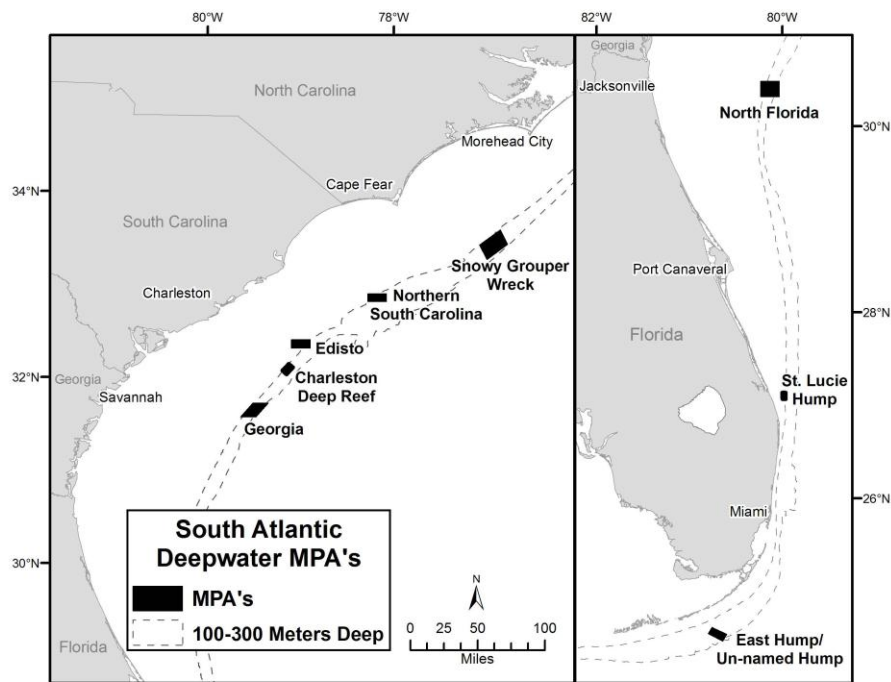 80°W
78°W
82°W
80°W
Georgia
Jacksonville
North Florida
30°N
North Carolina
Morehead City
Cape Fear
34°N
South Carolina
Snowy Grouper
Wreck
Port Canaveral
Charleston
Northern
South Carolina
28°N
Florida
Edisto
Georgia
32°N
Savannah
Charleston
Deep Reef
St. Lucie
Hump
Georgia
26°N
Miami
South Atlantic
Deepwater MPA's
30°N
MPA's
100-300 Meters Deep
N
0 25 50 100
Miles
Florida
East Hump/
Un-named Hump